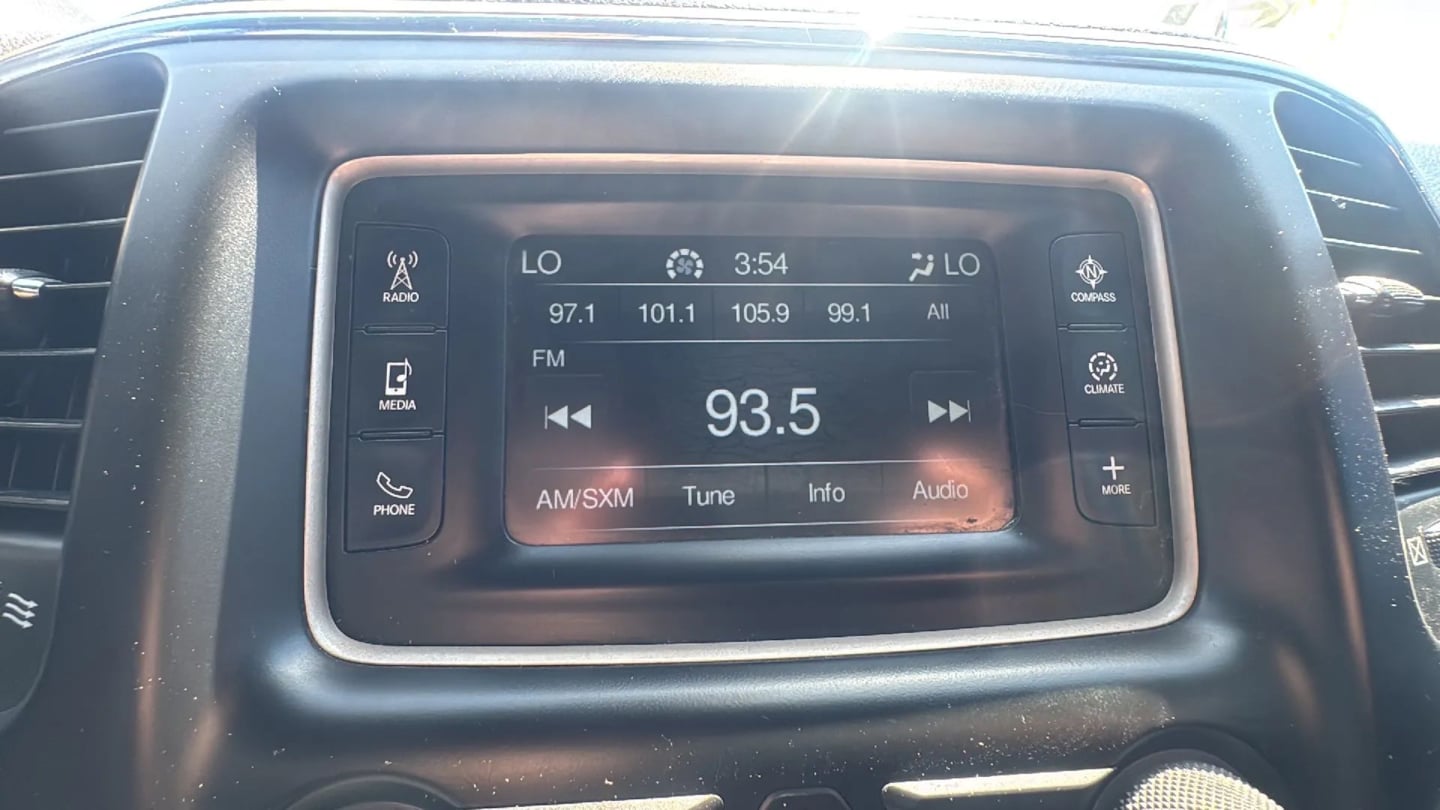 LO 3:54 LO
97.1 101.1 105.9 99.1 All
FM
93.5
AM/SXM Tune Info Audio
RADIO
MEDIA
PHONE
N
COMPASS
CLIMATE
MORE